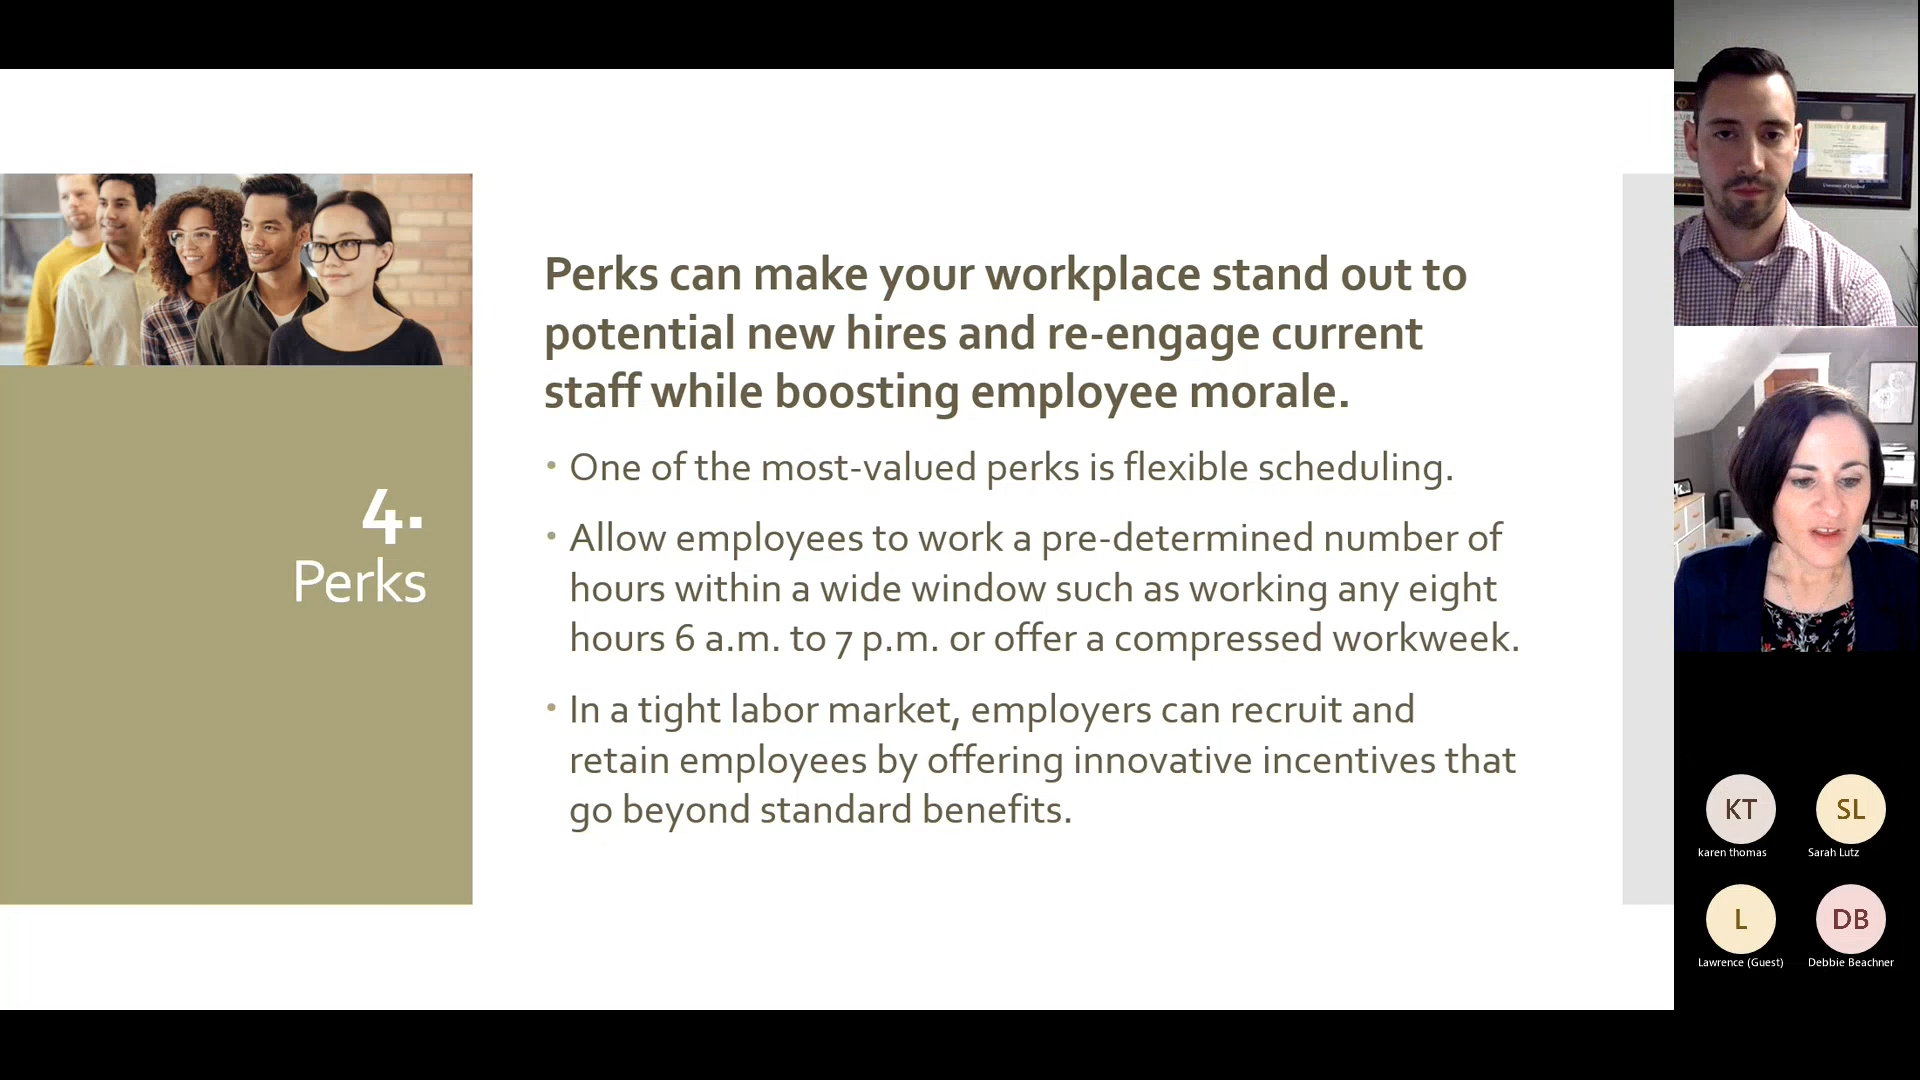 4.
Perks
Perks can make your workplace stand out to
potential new hires and re-engage current
staff while boosting employee morale.
• One of the most-valued perks is flexible scheduling.
• Allow employees to work a pre-determined number of
hours within a wide window such as working any eight
hours 6 a.m. to 7 p.m. or offer a compressed workweek.
• In a tight labor market, employers can recruit and
retain employees by offering innovative incentives that
go beyond standard benefits.
KT
karen thomas
SL
Sarah Lutz
L
Lawrence (Guest)
DB
Debbie Beachner